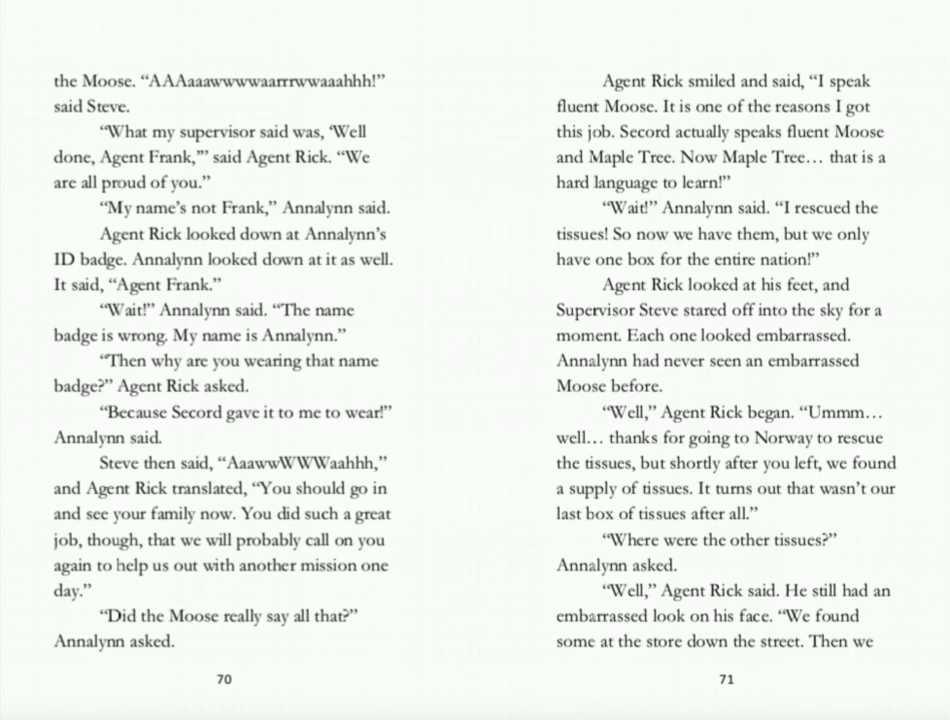 the Moose. “AAAaaawwwwaarrrwwaaahhh!”
said Steve.
“What my supervisor said was, ‘Well
done, Agent Frank,’” said Agent Rick. “We
are all proud of you.”
“My name’s not Frank,” Annalynn said.
Agent Rick looked down at Annalynn’s
ID badge. Annalynn looked down at it as well.
It said, “Agent Frank.”
“Wait!” Annalynn said. “The name
badge is wrong. My name is Annalynn.”
“Then why are you wearing that name
badge?” Agent Rick asked.
“Because Secord gave it to me to wear!”
Annalynn said.
Steve then said, “AaawwWWWaahhh,”
and Agent Rick translated, “You should go in
and see your family now. You did such a great
job, though, that we will probably call on you
again to help us out with another mission one
day.”
“Did the Moose really say all that?”
Annalynn asked.
70
Agent Rick smiled and said, “I speak
fluent Moose. It is one of the reasons I got
this job. Secord actually speaks fluent Moose
and Maple Tree. Now Maple Tree… that is a
hard language to learn!”
“Wait!” Annalynn said. “I rescued the
tissues! So now we have them, but we only
have one box for the entire nation!”
Agent Rick looked at his feet, and
Supervisor Steve stared off into the sky for a
moment. Each one looked embarrassed.
Annalynn had never seen an embarrassed
Moose before.
“Well,” Agent Rick began. “Ummm…
well… thanks for going to Norway to rescue
the tissues, but shortly after you left, we found
a supply of tissues. It turns out that wasn’t our
last box of tissues after all.”
“Where were the other tissues?”
Annalynn asked.
“Well,” Agent Rick said. He still had an
embarrassed look on his face. “We found
some at the store down the street. Then we
71